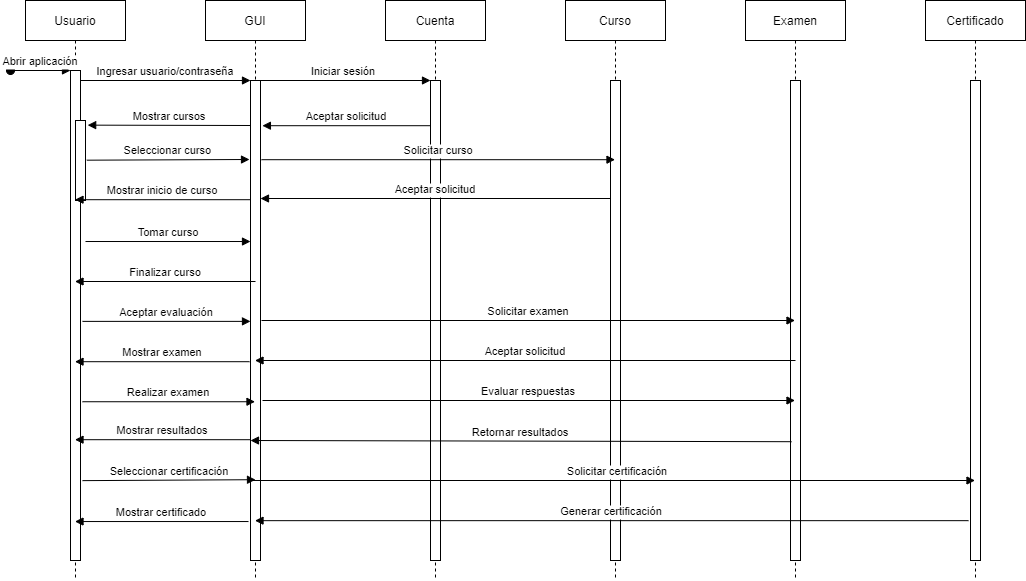 Usuario
GUI
Cuenta
Curso
Examen
Certificado
Abrir aplicación
Ingresar usuario/contraseña
Iniciar sesión
Mostrar cursos
Aceptar solicitud
Seleccionar curso
Solicitar curso
Mostrar inicio de curso
Aceptar solicitud
Tomar curso
Finalizar curso
Aceptar evaluación
Solicitar examen
Mostrar examen
Aceptar solicitud
Realizar examen
Evaluar respuestas
Mostrar resultados
Retornar resultados
Seleccionar certificación
Solicitar certificación
Mostrar certificado
Generar certificación